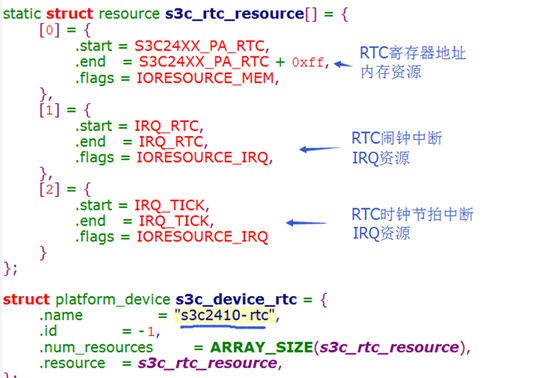 static struct resource s3c_rtc_resource[] = {
[0] = {
.start = S3C24XX_PA_RTC,
.end = S3C24XX_PA_RTC + 0xff,
.flags = IORESOURCE_MEM,
},
RTC寄存器地址
内存资源
[1] = {
.start = IRQ_RTC,
.end = IRQ_RTC,
.flags = IORESOURCE_IRQ,
},
RTC闹钟中断
IRQ资源
[2] = {
.start = IRQ_TICK,
.end = IRQ_TICK,
.flags = IORESOURCE_IRQ
}
RTC时钟节拍中断
IRQ资源
};
struct platform_device s3c_device_rtc = {
.name = "s3c2410-rtc",
.id = -1,
.num_resources = ARRAY_SIZE(s3c_rtc_resource),
.resource = s3c_rtc_resource,
};